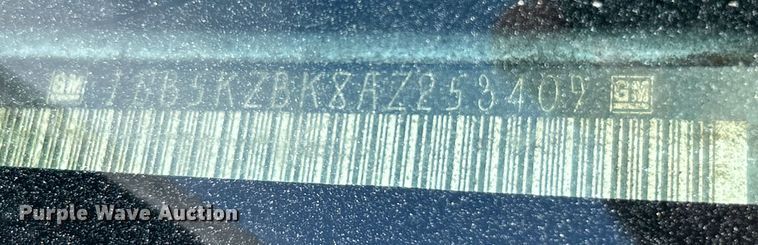 GM 1GB5KZBK8AZ253409 GM
Purple Wave Auction